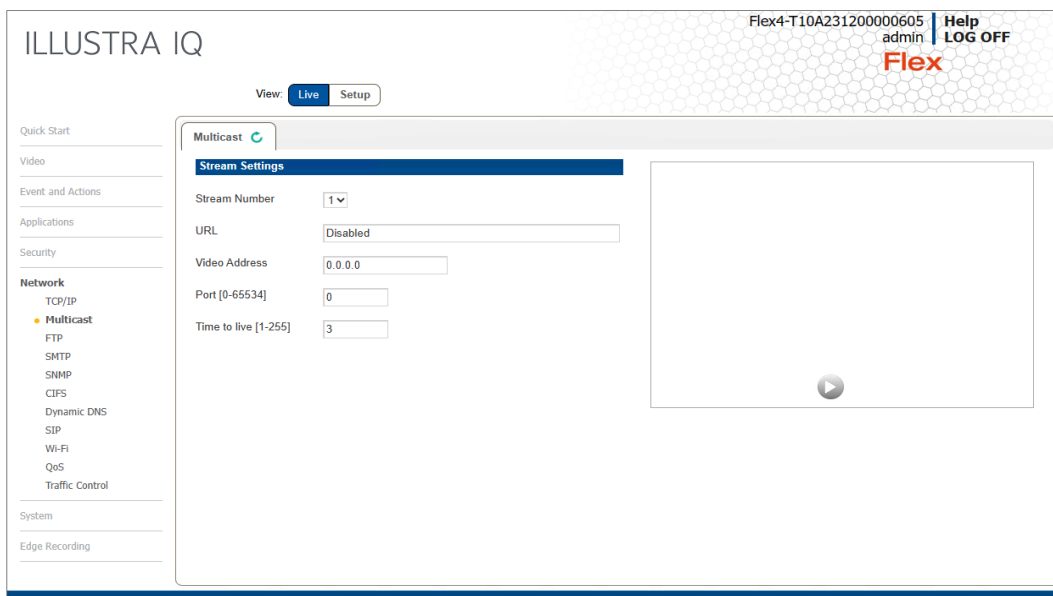 ILLUSTRA IQ
Flex4-T10A231200000605
admin
Help
LOG OFF
Flex
View: Live Setup
Quick Start
Video
Event and Actions
Applications
Security
Network
TCP/IP
Multicast
FTP
SMTP
SNMP
CIFS
Dynamic DNS
SIP
Wi-Fi
QoS
Traffic Control
System
Edge Recording
Multicast
Stream Settings
Stream Number 1
URL Disabled
Video Address 0.0.0.0
Port [0-65534] 0
Time to live [1-255] 3